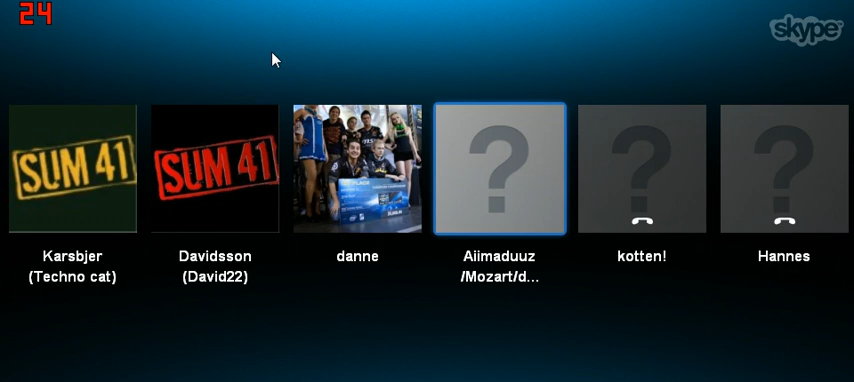 24
skype
SUM 41
SUM 41
Karsbjer
(Techno cat)
Davidsson
(David22)
danne
Aiimaduuz
/Mozart/d...
kotten!
Hannes